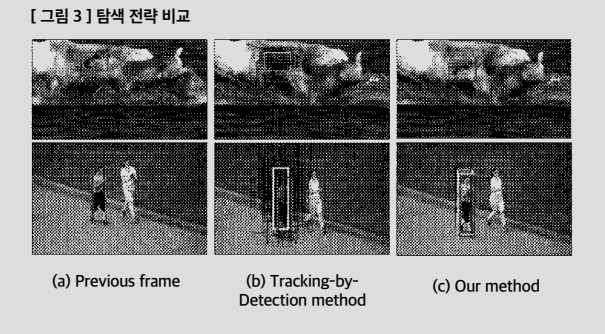 [ 그림 3 ] 탐색 전략 비교
(a) Previous frame
(b) Tracking-by-
Detection method
(c) Our method